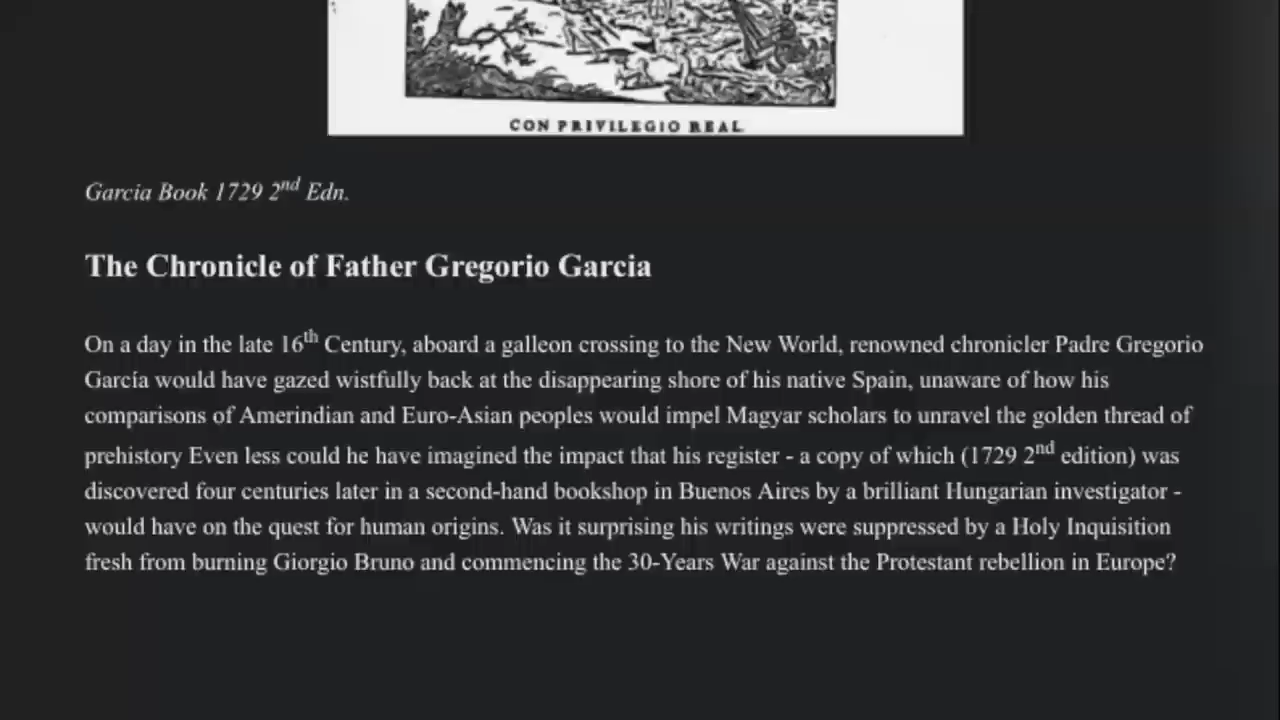 CON PRIVILEGIO REAL
Garcia Book 1729 2nd Edn.
The Chronicle of Father Gregorio Garcia
On a day in the late 16th Century, aboard a galleon crossing to the New World, renowned chronicler Padre Gregorio
García would have gazed wistfully back at the disappearing shore of his native Spain, unaware of how his
comparisons of Amerindian and Euro-Asian peoples would impel Magyar scholars to unravel the golden thread of
prehistory Even less could he have imagined the impact that his register - a copy of which (1729 2nd edition) was
discovered four centuries later in a second-hand bookshop in Buenos Aires by a brilliant Hungarian investigator -
would have on the quest for human origins. Was it surprising his writings were suppressed by a Holy Inquisition
fresh from burning Giorgio Bruno and commencing the 30-Years War against the Protestant rebellion in Europe?